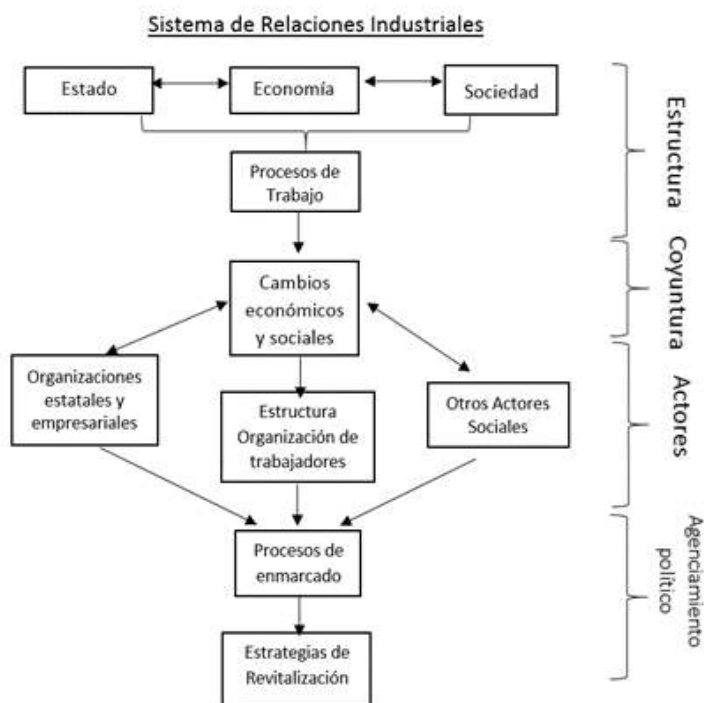 Sistema de Relaciones Industriales
Estado
Economía
Sociedad
Estructura
Procesos de
Trabajo
Coyuntura
Cambios
económicos
y sociales
Actores
Organizaciones
estatales y
empresariales
Estructura
Organización de
trabajadores
Otros Actores
Sociales
Agenciamiento
político
Procesos de
enmarcado
Estrategias de
Revitalización